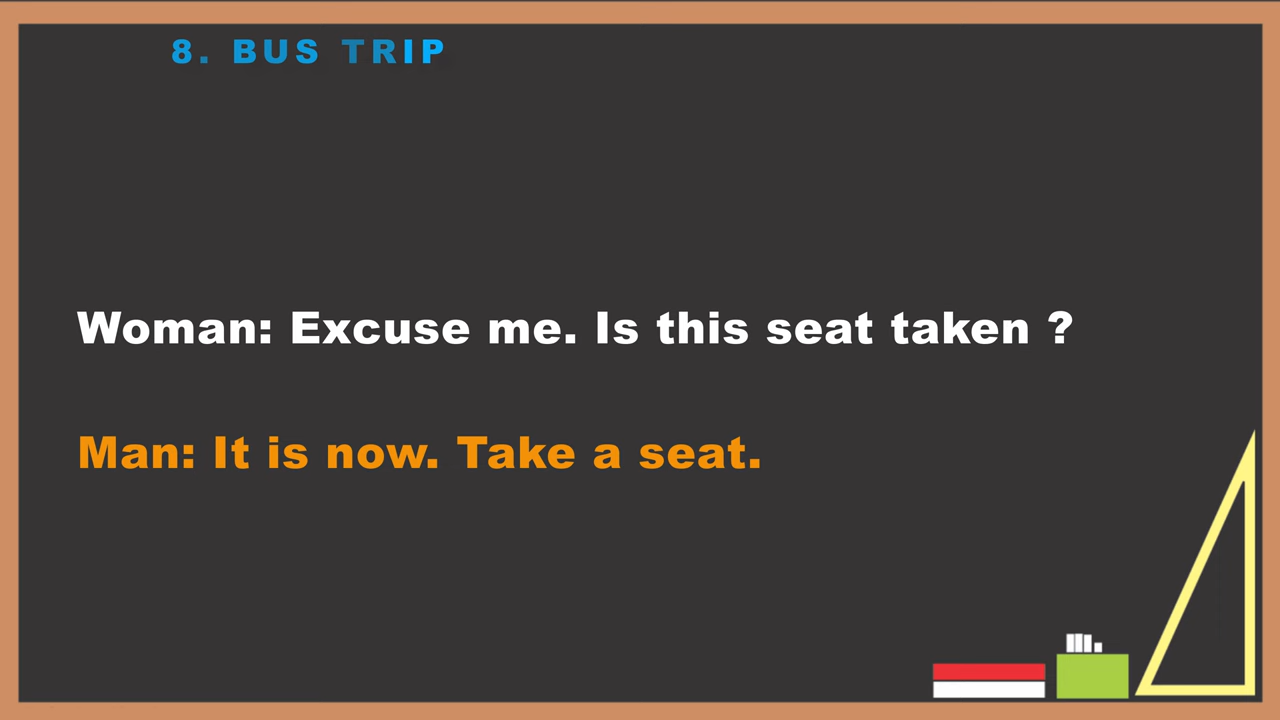 8. BUS TRIP
Woman: Excuse me. Is this seat taken ?
Man: It is now. Take a seat.